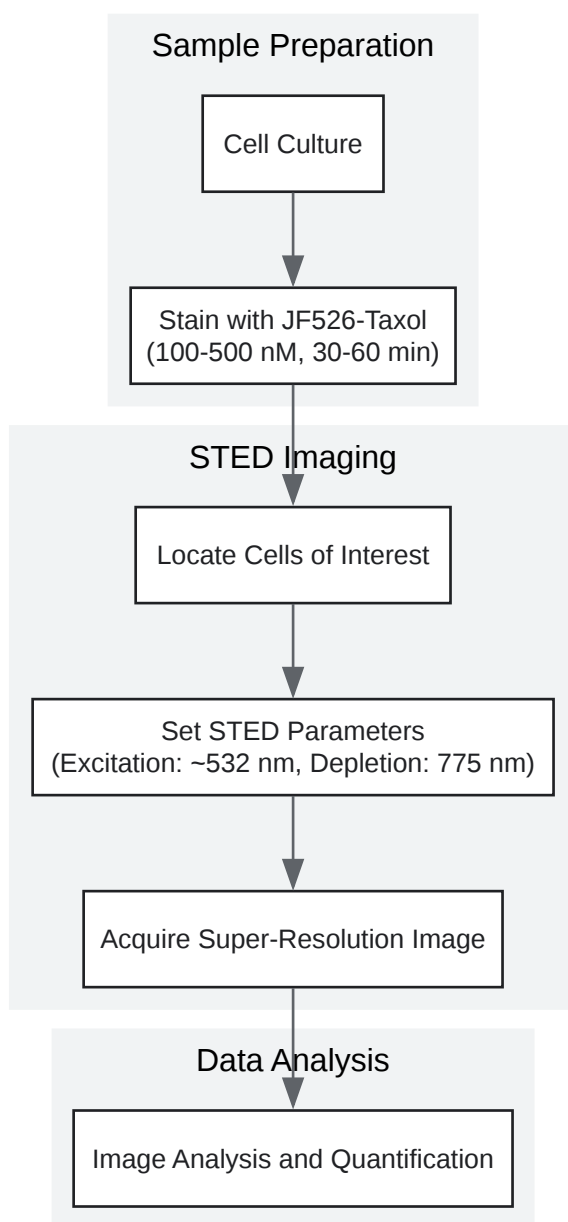 Sample Preparation
Cell Culture
Stain with JF526-Taxol
(100-500 nM, 30-60 min)
STED Imaging
Locate Cells of Interest
Set STED Parameters
(Excitation: ~532 nm, Depletion: 775 nm)
Acquire Super-Resolution Image
Data Analysis
Image Analysis and Quantification